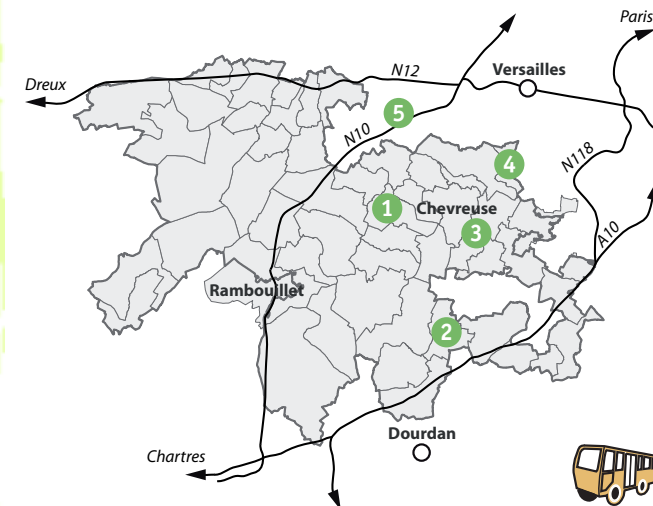 Paris
N12
Versailles
Dreux
5
N10
N118
4
1
Chevreuse
3
A10
Rambouillet
2
Dourdan
Chartres